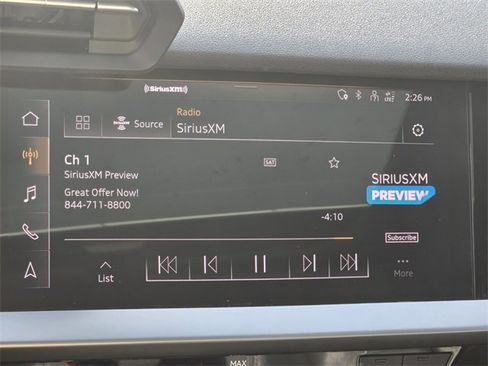 ((SiriusXM))
LTE
2:26 PM
Radio
Source
SiriusXM
Ch 1
SAT
SiriusXM Preview
Great Offer Now!
844-711-8800
SIRIUSXM
PREVIEW
-4:10
Subscribe
List
More
MAX